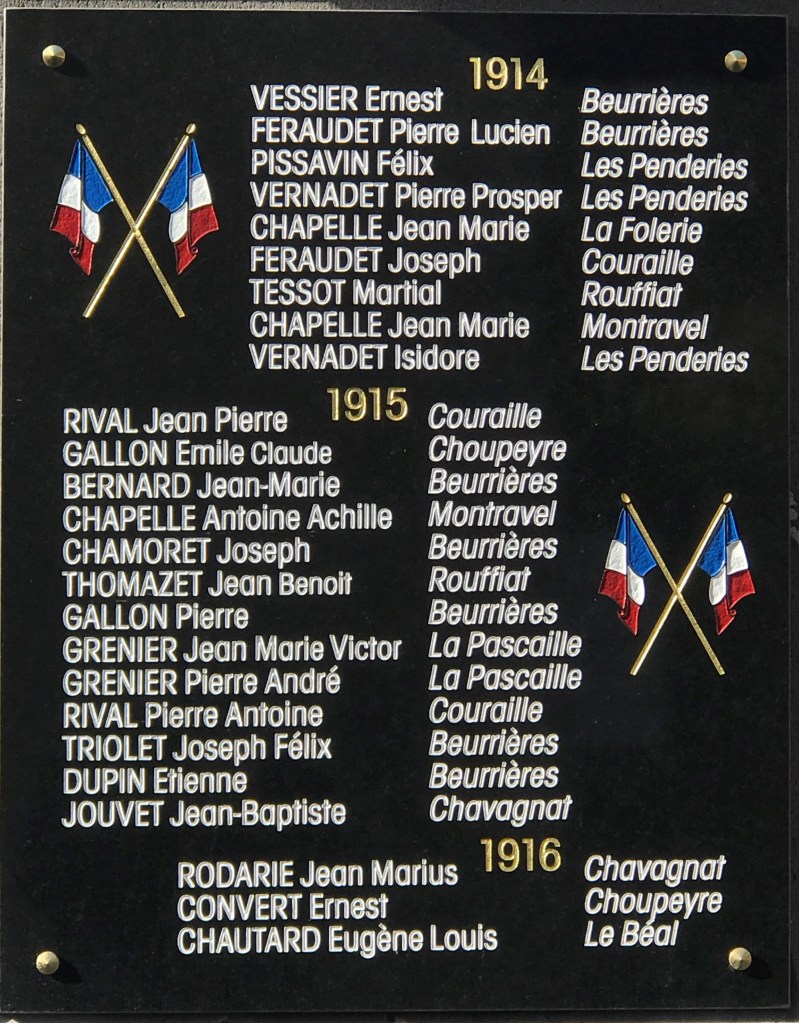 1914
VESSIER Ernest Beurrières
FERAUDET Pierre Lucien Beurrières
PISSAVIN Félix Les Penderies
VERNADET Pierre Prosper Les Penderies
CHAPELLE Jean Marie La Folerie
FERAUDET Joseph Couraille
TESSOT Martial Rouffiat
CHAPELLE Jean Marie Montravel
VERNADET Isidore Les Penderies
1915
RIVAL Jean Pierre Couraille
GALLON Emile Claude Choupeyre
BERNARD Jean-Marie Beurrières
CHAPELLE Antoine Achille Montravel
CHAMORET Joseph Beurrières
THOMAZET Jean Benoit Rouffiat
GALLON Pierre Beurrières
GRENIER Jean Marie Victor La Pascaille
GRENIER Pierre André La Pascaille
RIVAL Pierre Antoine Couraille
TRIOLET Joseph Félix Beurrières
DUPIN Etienne Beurrières
JOUVET Jean-Baptiste Chavagnat
1916
RODARIE Jean Marius Chavagnat
CONVERT Ernest Choupeyre
CHAUTARD Eugène Louis Le Béal